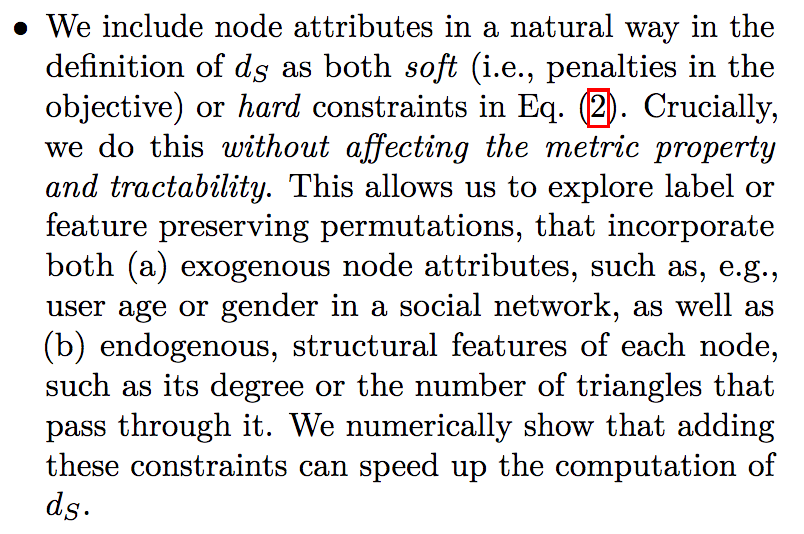 • We include node attributes in a natural way in the
definition of d_S as both soft (i.e., penalties in the
objective) or hard constraints in Eq. (2). Crucially,
we do this without affecting the metric property
and tractability. This allows us to explore label or
feature preserving permutations, that incorporate
both (a) exogenous node attributes, such as, e.g.,
user age or gender in a social network, as well as
(b) endogenous, structural features of each node,
such as its degree or the number of triangles that
pass through it. We numerically show that adding
these constraints can speed up the computation of
d_S.